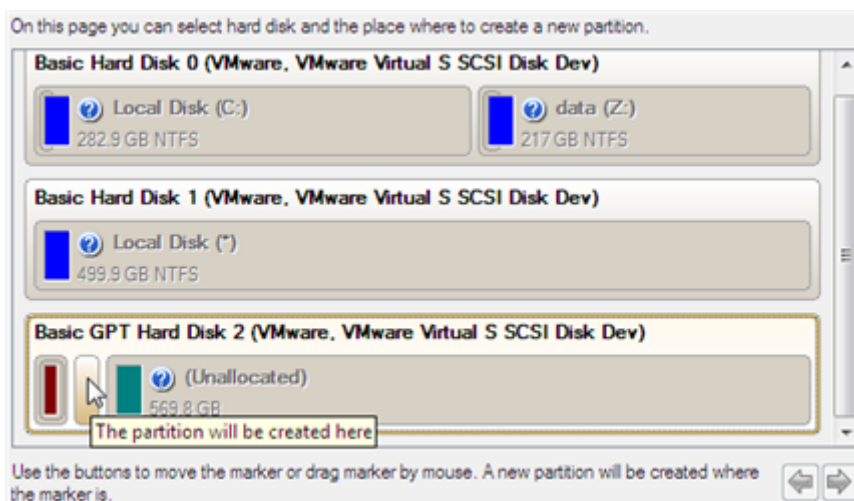 On this page you can select hard disk and the place where to create a new partition.
Basic Hard Disk 0 (VMware, VMware Virtual S SCSI Disk Dev)
Local Disk (C:)
282.9 GB NTFS
data (Z:)
217 GB NTFS
Basic Hard Disk 1 (VMware, VMware Virtual S SCSI Disk Dev)
Local Disk (*)
499.9 GB NTFS
Basic GPT Hard Disk 2 (VMware, VMware Virtual S SCSI Disk Dev)
(Unallocated)
569.8 GB
The partition will be created here
Use the buttons to move the marker or drag marker by mouse. A new partition will be created where
the marker is.